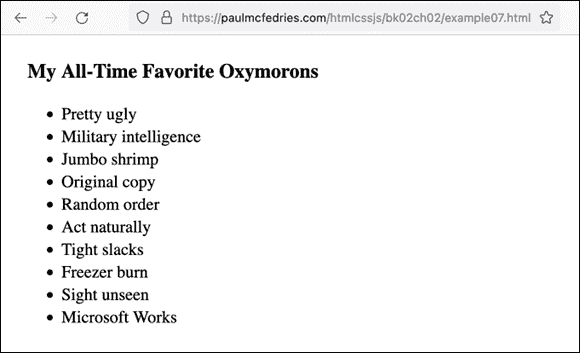 https://paulmcfedries.com/htmlcssjs/bk02ch02/example07.html
My All-Time Favorite Oxymorons
• Pretty ugly
• Military intelligence
• Jumbo shrimp
• Original copy
• Random order
• Act naturally
• Tight slacks
• Freezer burn
• Sight unseen
• Microsoft Works